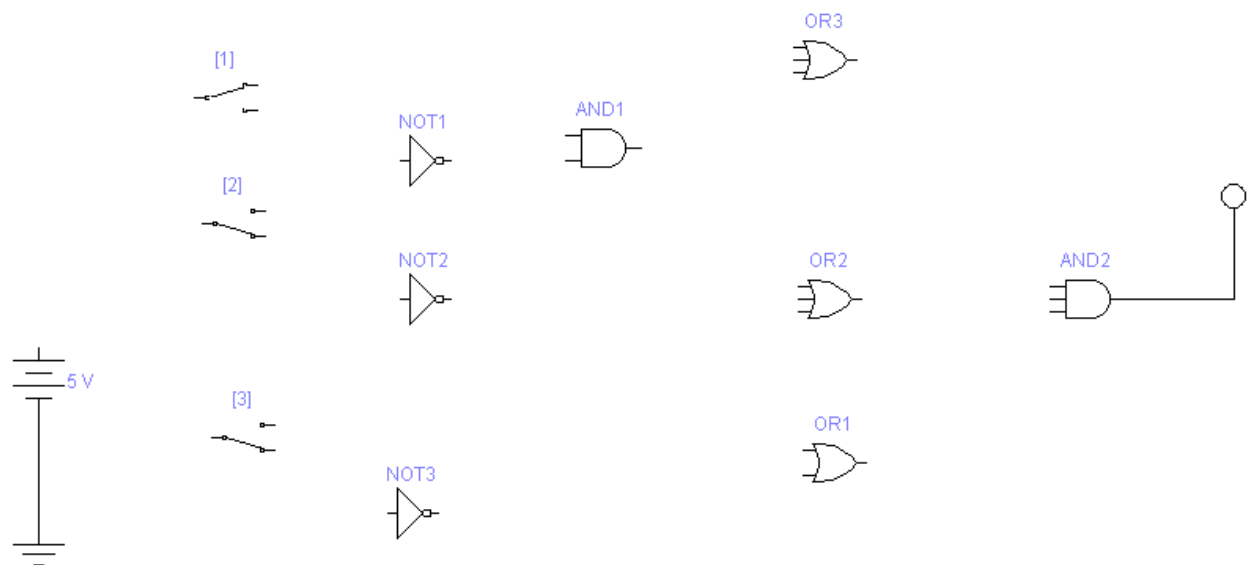 OR3
[1]
AND1
NOT1
[2]
NOT2
OR2
AND2
5 V
[3]
OR1
NOT3